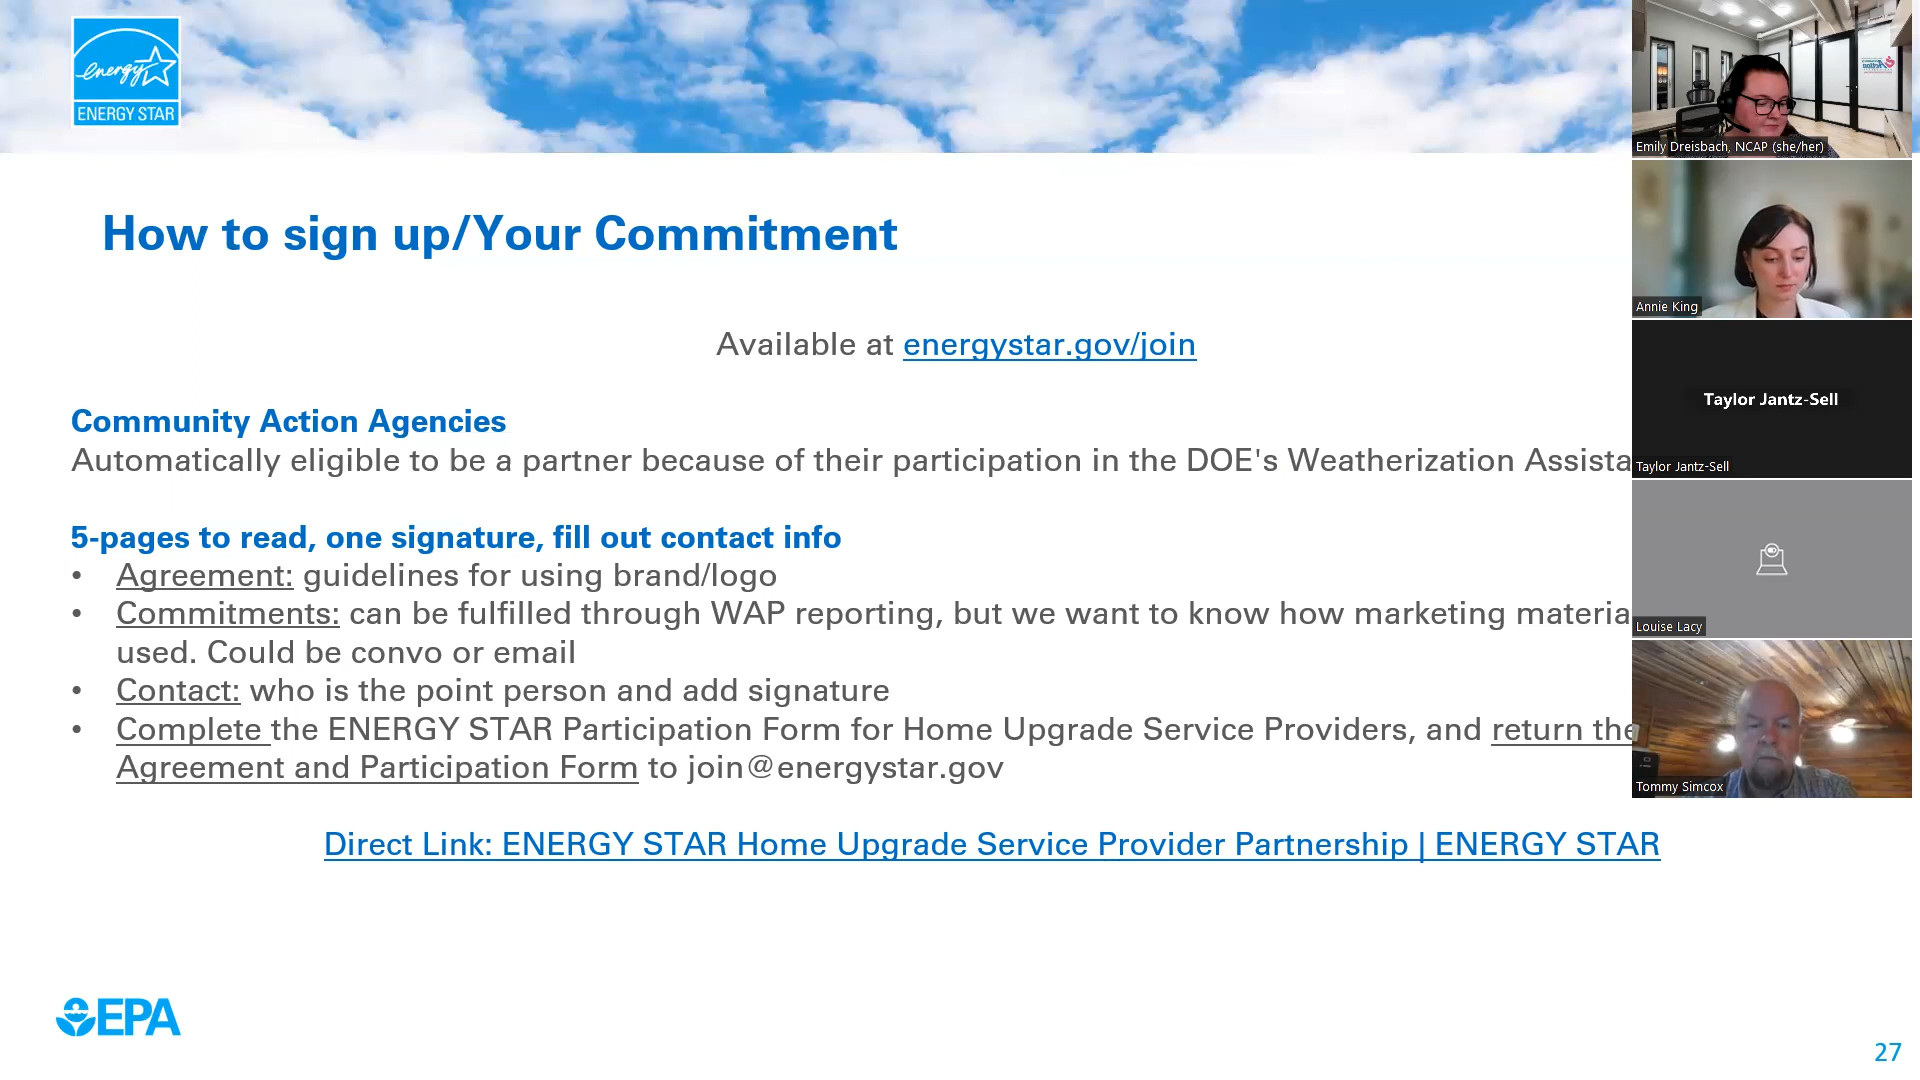 energy
ENERGY STAR
How to sign up/Your Commitment
Available at energystar.gov/join
Community Action Agencies
Automatically eligible to be a partner because of their participation in the DOE's Weatherization Assista
5-pages to read, one signature, fill out contact info
• Agreement: guidelines for using brand/logo
• Commitments: can be fulfilled through WAP reporting, but we want to know how marketing materia
used. Could be convo or email
• Contact: who is the point person and add signature
• Complete the ENERGY STAR Participation Form for Home Upgrade Service Providers, and return the
Agreement and Participation Form to join@energystar.gov
Direct Link: ENERGY STAR Home Upgrade Service Provider Partnership | ENERGY STAR
EPA
27
Emily Dreisbach, NCAP (she/her)
Annie King
Taylor Jantz-Sell
Taylor Jantz-Sell
Louise Lacy
Tommy Simcox